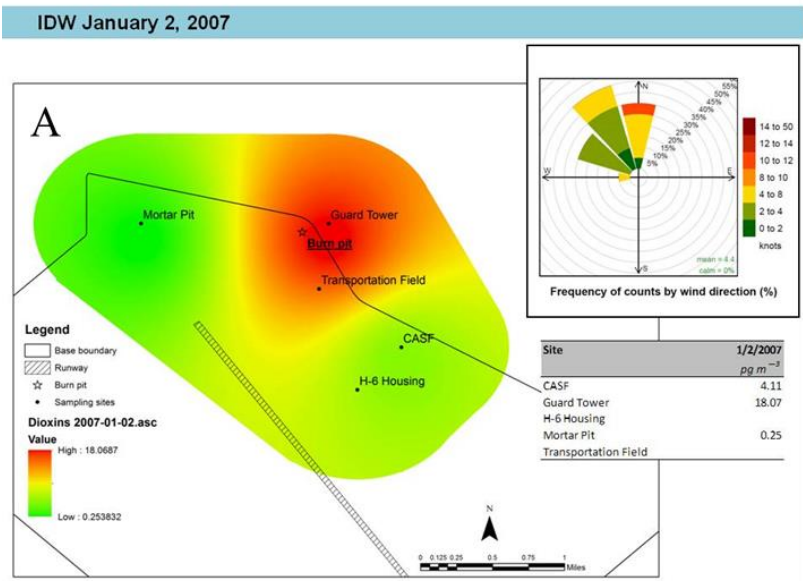 IDW January 2, 2007
A
Mortar Pit
Guard Tower
Burn pit
Transportation Field
CASF
H-6 Housing
Legend
Base boundary
Runway
Burn pit
Sampling sites
Dioxins 2007-01-02.asc
Value
High : 18.0687
Low : 0.253832
N
0 0.125 0.25 0.5 0.75 1
Miles
N
W
E
S
5%
10%
15%
20%
25%
30%
35%
40%
45%
50%
55%
14 to 50
12 to 14
10 to 12
8 to 10
4 to 8
2 to 4
0 to 2
knots
mean = 4.4
calm = 0%
Frequency of counts by wind direction (%)
Site 1/2/2007
pg m −3
CASF 4.11
Guard Tower 18.07
H-6 Housing
Mortar Pit 0.25
Transportation Field